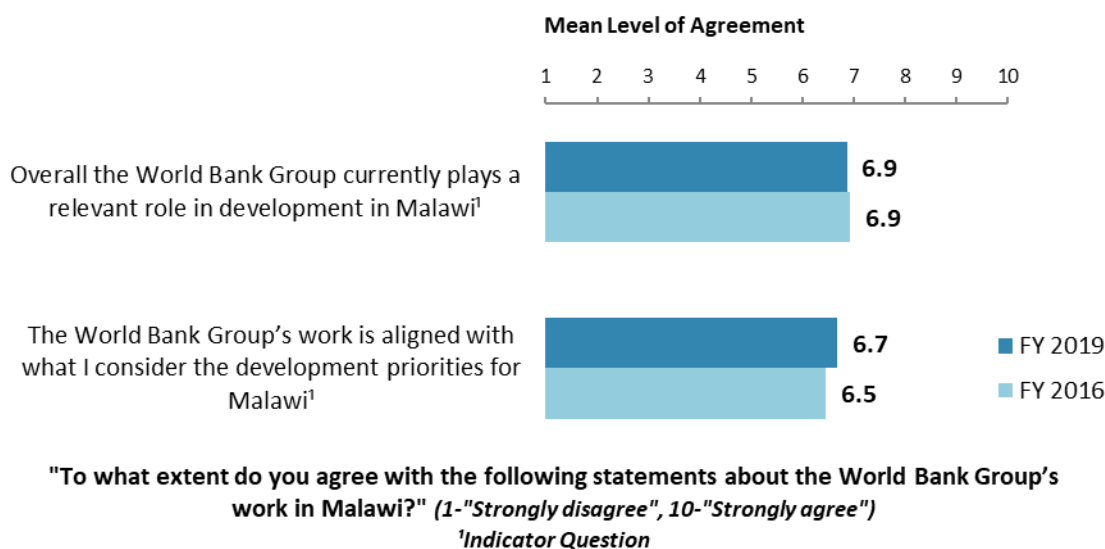 Mean Level of Agreement
1 2 3 4 5 6 7 8 9 10
Overall the World Bank Group currently plays a
relevant role in development in Malawi¹
6.9
6.9
The World Bank Group’s work is aligned with
what I consider the development priorities for
Malawi¹
6.7
6.5
FY 2019
FY 2016
"To what extent do you agree with the following statements about the World Bank Group’s
work in Malawi?" (1-"Strongly disagree", 10-"Strongly agree")
¹Indicator Question